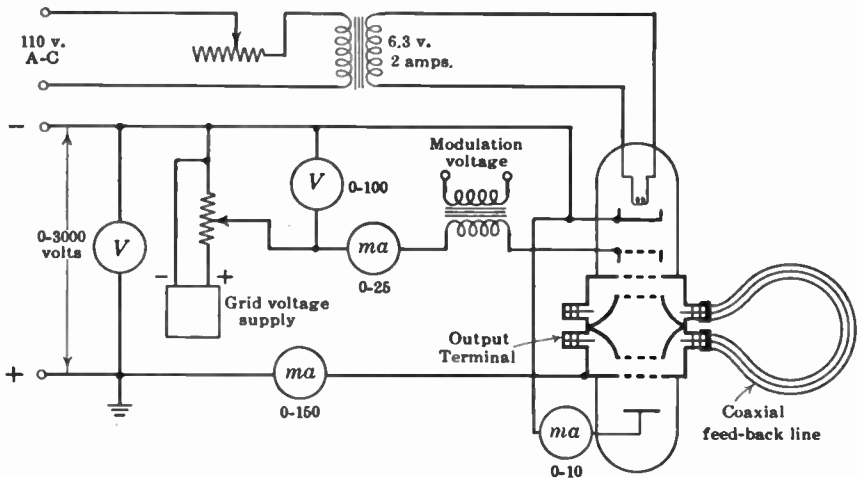 110 v.
A-C
6.3 v.
2 amps.
-
Modulation
voltage
V
0-100
0-3000
volts
V
ma
0-25
- +
Grid voltage
supply
Output
Terminal
+
ma
0-150
Coaxial
feed-back line
ma
0-10